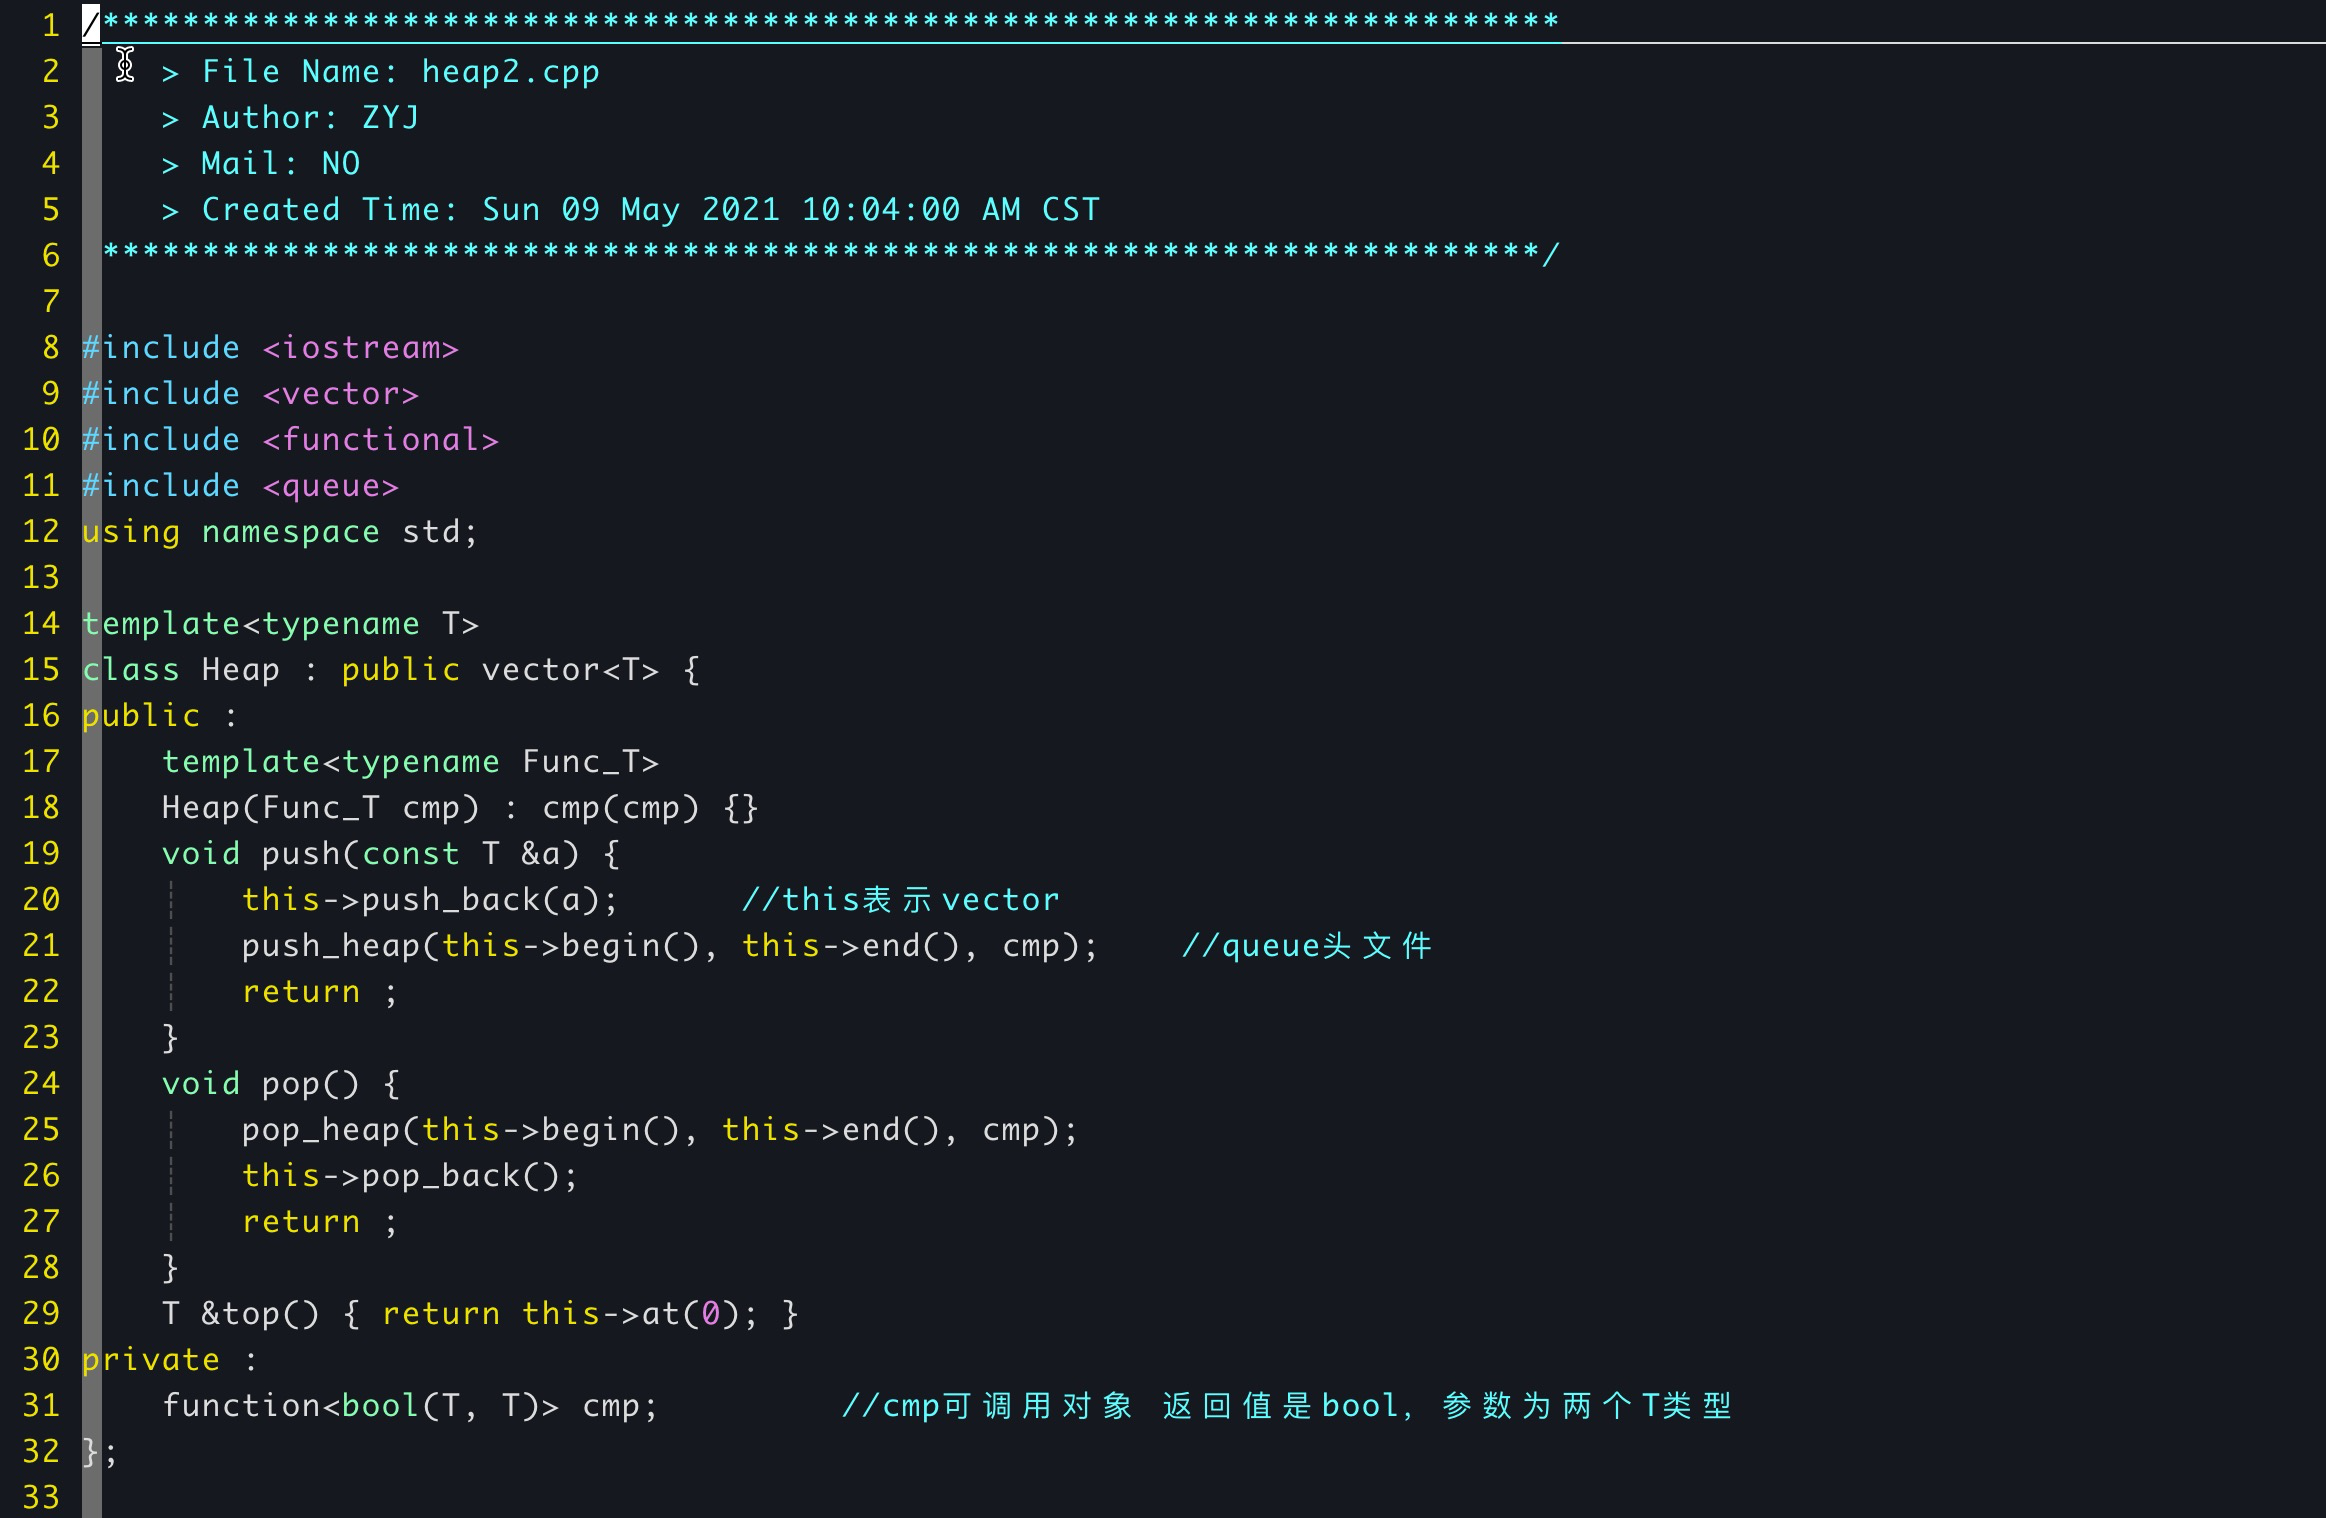 1 /*************************************************************************
2     > File Name: heap2.cpp
3     > Author: ZYJ
4     > Mail: NO
5     > Created Time: Sun 09 May 2021 10:04:00 AM CST
6  ************************************************************************/
7
8 #include <iostream>
9 #include <vector>
10 #include <functional>
11 #include <queue>
12 using namespace std;
13
14 template<typename T>
15 class Heap : public vector<T> {
16 public :
17     template<typename Func_T>
18     Heap(Func_T cmp) : cmp(cmp) {}
19     void push(const T &a) {
20         this->push_back(a);      //this表示vector
21         push_heap(this->begin(), this->end(), cmp);    //queue头文件
22         return ;
23     }
24     void pop() {
25         pop_heap(this->begin(), this->end(), cmp);
26         this->pop_back();
27         return ;
28     }
29     T &top() { return this->at(0); }
30 private :
31     function<bool(T, T)> cmp;         //cmp可调用对象 返回值是bool, 参数为两个T类型
32 };
33